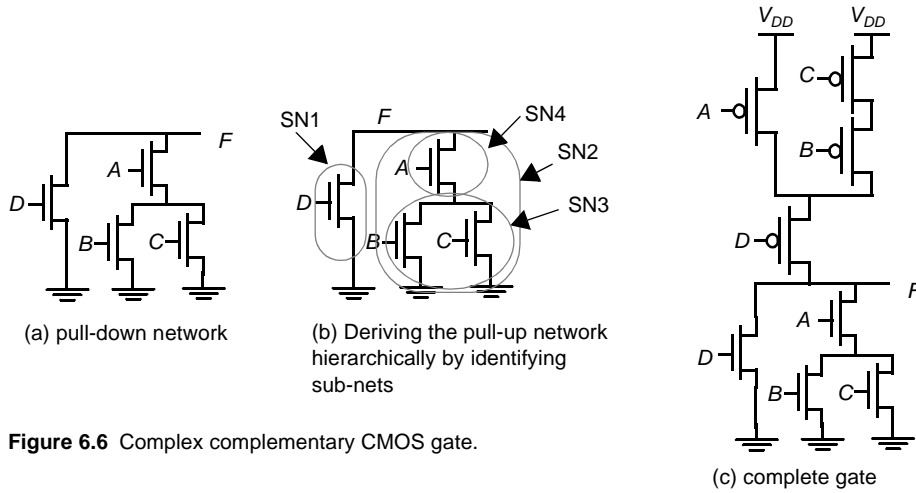 F
A
D
B
C
(a) pull-down network
SN1
F
SN4
SN2
A
D
SN3
B
C
(b) Deriving the pull-up network
hierarchically by identifying
sub-nets
V_DD
V_DD
C
A
B
D
F
A
D
B
C
(c) complete gate
Figure 6.6 Complex complementary CMOS gate.